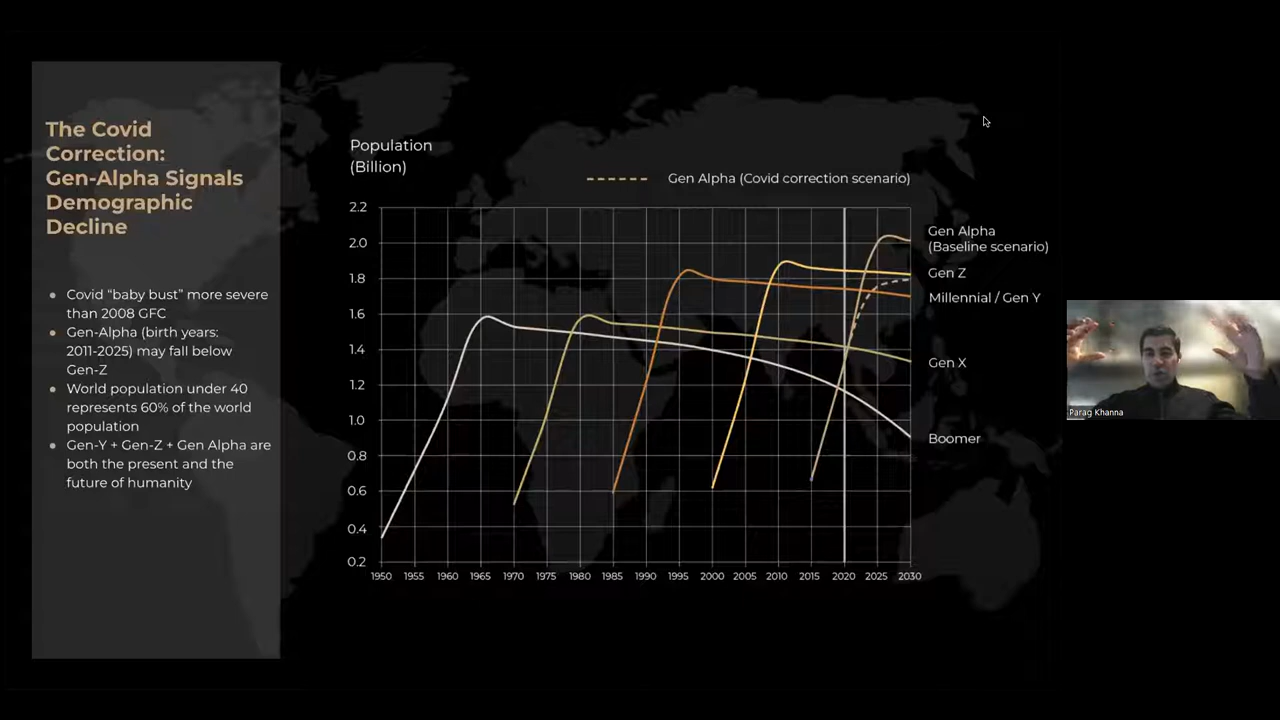 The Covid
Correction:
Gen-Alpha Signals
Demographic
Decline
Covid “baby bust” more severe
than 2008 GFC
Gen-Alpha (birth years:
2011-2025) may fall below
Gen-Z
World population under 40
represents 60% of the world
population
Gen-Y + Gen-Z + Gen Alpha are
both the present and the
future of humanity
Population
(Billion)
Gen Alpha (Covid correction scenario)
2.2
2.0
1.8
1.6
1.4
1.2
1.0
0.8
0.6
0.4
0.2
1950 1955 1960 1965 1970 1975 1980 1985 1990 1995 2000 2005 2010 2015 2020 2025 2030
Gen Alpha
(Baseline scenario)
Gen Z
Millennial / Gen Y
Gen X
Boomer
Parag Khanna